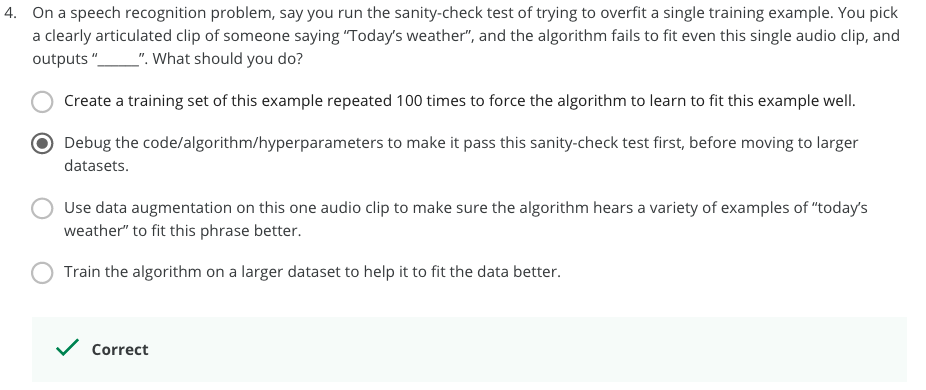 4. On a speech recognition problem, say you run the sanity-check test of trying to overfit a single training example. You pick
a clearly articulated clip of someone saying “Today’s weather”, and the algorithm fails to fit even this single audio clip, and
outputs “_____”. What should you do?
Create a training set of this example repeated 100 times to force the algorithm to learn to fit this example well.
Debug the code/algorithm/hyperparameters to make it pass this sanity-check test first, before moving to larger
datasets.
Use data augmentation on this one audio clip to make sure the algorithm hears a variety of examples of “today’s
weather” to fit this phrase better.
Train the algorithm on a larger dataset to help it to fit the data better.
Correct